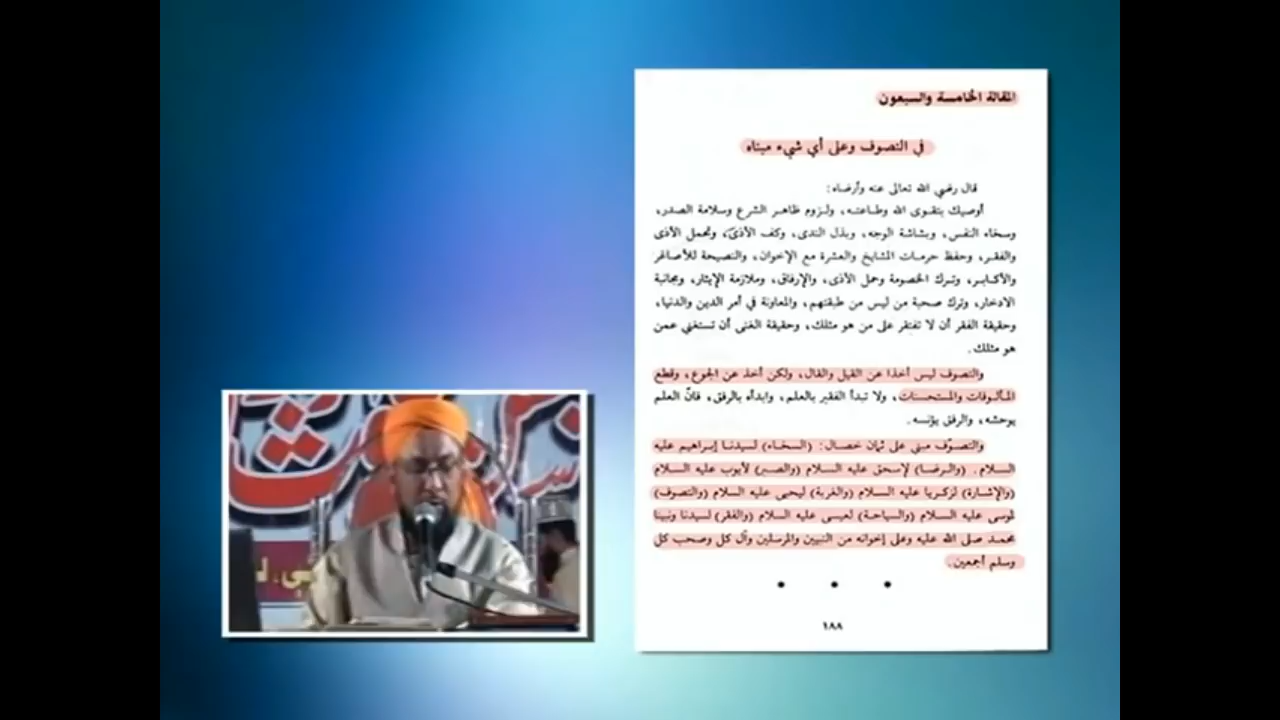 المقالة الخامسة والسبعون
في التصوف وعلى أي شيء مبناه
قال رضي الله تعالى عنه وأرضاه:
أوصيك بتقوى الله وطاعته، ولزوم ظاهر الشرع وسلامة الصدر،
وسخاء النفس، وبشاشة الوجه، وبذل الندى، وكف الأذى، وتحمل الأذى
والفقر، وحفظ حرمات المشايخ والعشرة مع الإخوان، والنصيحة للأصاغر
والأكابر، وترك الخصومة وحمل الأذى، والإرفاق، وملازمة الإيثار، ومجانبة
الادخار، وترك صحبة من ليس من طبقتهم، والمعاونة في أمر الدين والدنيا،
وحقيقة الفقر أن لا تفتقر على من هو مثلك، وحقيقة الغنى أن تستغني عمن
هو مثلك.
والتصوف ليس أخذا عن القيل والقال، ولكن أخذ عن الجوع، وقطع
المألوفات والمستحسنات، ولا تبدأ الفقير بالعلم، وابدأه بالرفق، فانّ العلم
يوحشه، والرفق يؤنسه.
والتصوّف مبني على ثمان خصال: (السخاء) لسيدنا إبراهيم عليه
السلام. (والرضا) لإسحق عليه السلام (والصبر) لأيوب عليه السلام
(والإشارة) لزكريا عليه السلام (والغربة) ليحيى عليه السلام (والتصوف)
لموسى عليه السلام (والسياحة) لعيسى عليه السلام (والفقر) لسيدنا ونبينا
محمد صلى الله عليه وعلى إخوانه من النبيين والمرسلين وآل كل وصحب كل
وسلم أجمعين.
• • •
١٨٨